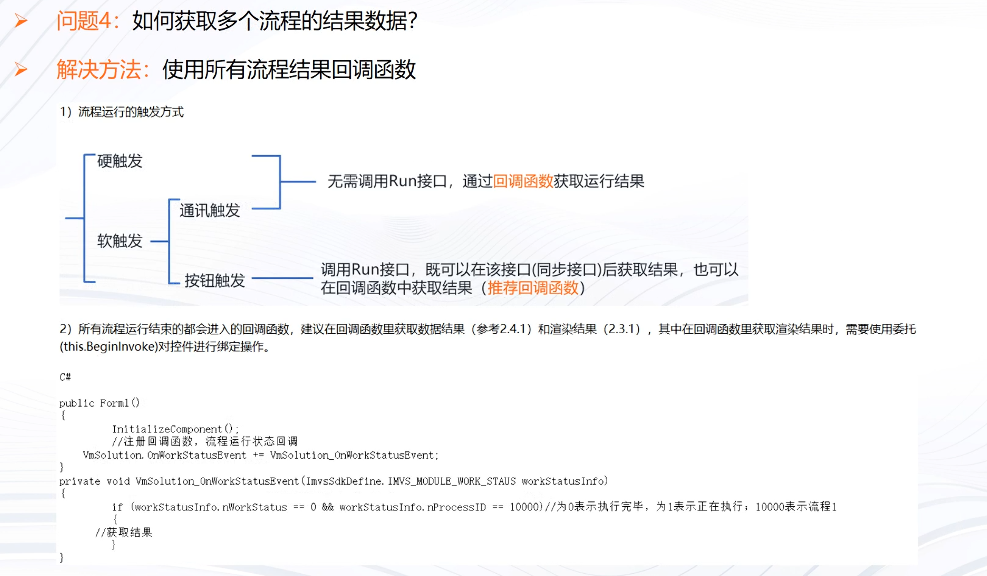 问题4：如何获取多个流程的结果数据？
解决方法：使用所有流程结果回调函数
1）流程运行的触发方式
硬触发
软触发
通讯触发
按钮触发
无需调用Run接口，通过回调函数获取运行结果
调用Run接口，既可以在该接口(同步接口)后获取结果，也可以
在回调函数中获取结果（推荐回调函数）
2）所有流程运行结束的都会进入的回调函数，建议在回调函数里获取数据结果（参考2.4.1）和渲染结果（2.3.1），其中在回调函数里获取渲染结果时，需要使用委托
(this.BeginInvoke)对控件进行绑定操作。
C#
public Form1()
{
InitializeComponent();
//注册回调函数，流程运行状态回调
VmSolution.OnWorkStatusEvent += VmSolution_OnWorkStatusEvent;
}
private void VmSolution_OnWorkStatusEvent(ImvsSdkDefine.IMVS_MODULE_WORK_STAUS workStatusInfo)
{
if (workStatusInfo.nWorkStatus == 0 && workStatusInfo.nProcessID == 10000)//为0表示执行完毕，为1表示正在执行；10000表示流程1
{
//获取结果
}
}